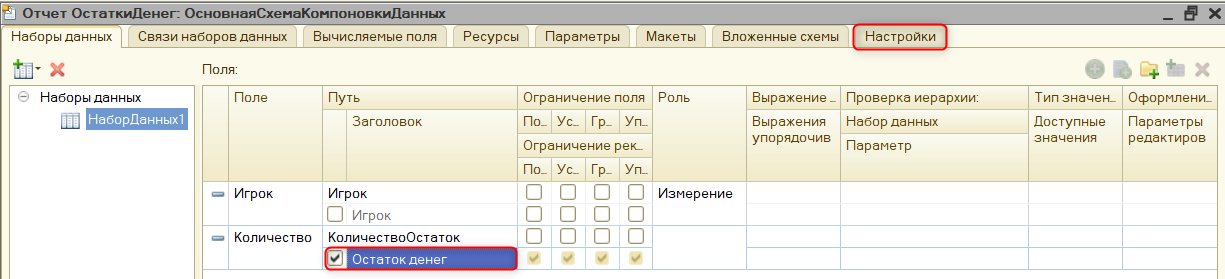 Отчет ОстаткиДенег: ОсновнаяСхемаКомпоновкиДанных
Наборы данных Связи наборов данных Вычисляемые поля Ресурсы Параметры Макеты Вложенные схемы Настройки
Поля:
Наборы данных
НаборДанных1
Поле Путь Ограничение поля Роль Выражение ... Проверка иерархии: Тип значен... Оформлени...
Заголовок По... Ус... Гр... Уп... Выражения упорядочив Набор данных Доступные значения Параметры редактиров
Ограничение рек... Параметр
По... Ус... Гр... Уп...
Игрок Игрок Измерение
Игрок
Количество КоличествоОстаток
Остаток денег